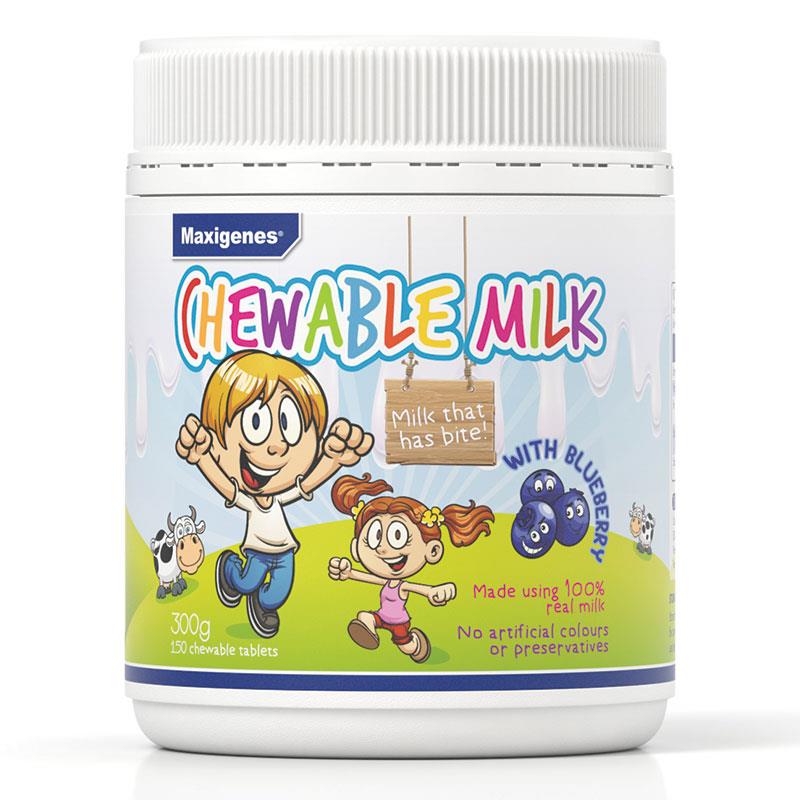 Maxigenes®
CHEWABLE MILK
Milk that
has bite!
WITH BLUEBERRY
Made using 100%
real milk
No artificial colours
or preservatives
300g
150 chewable tablets